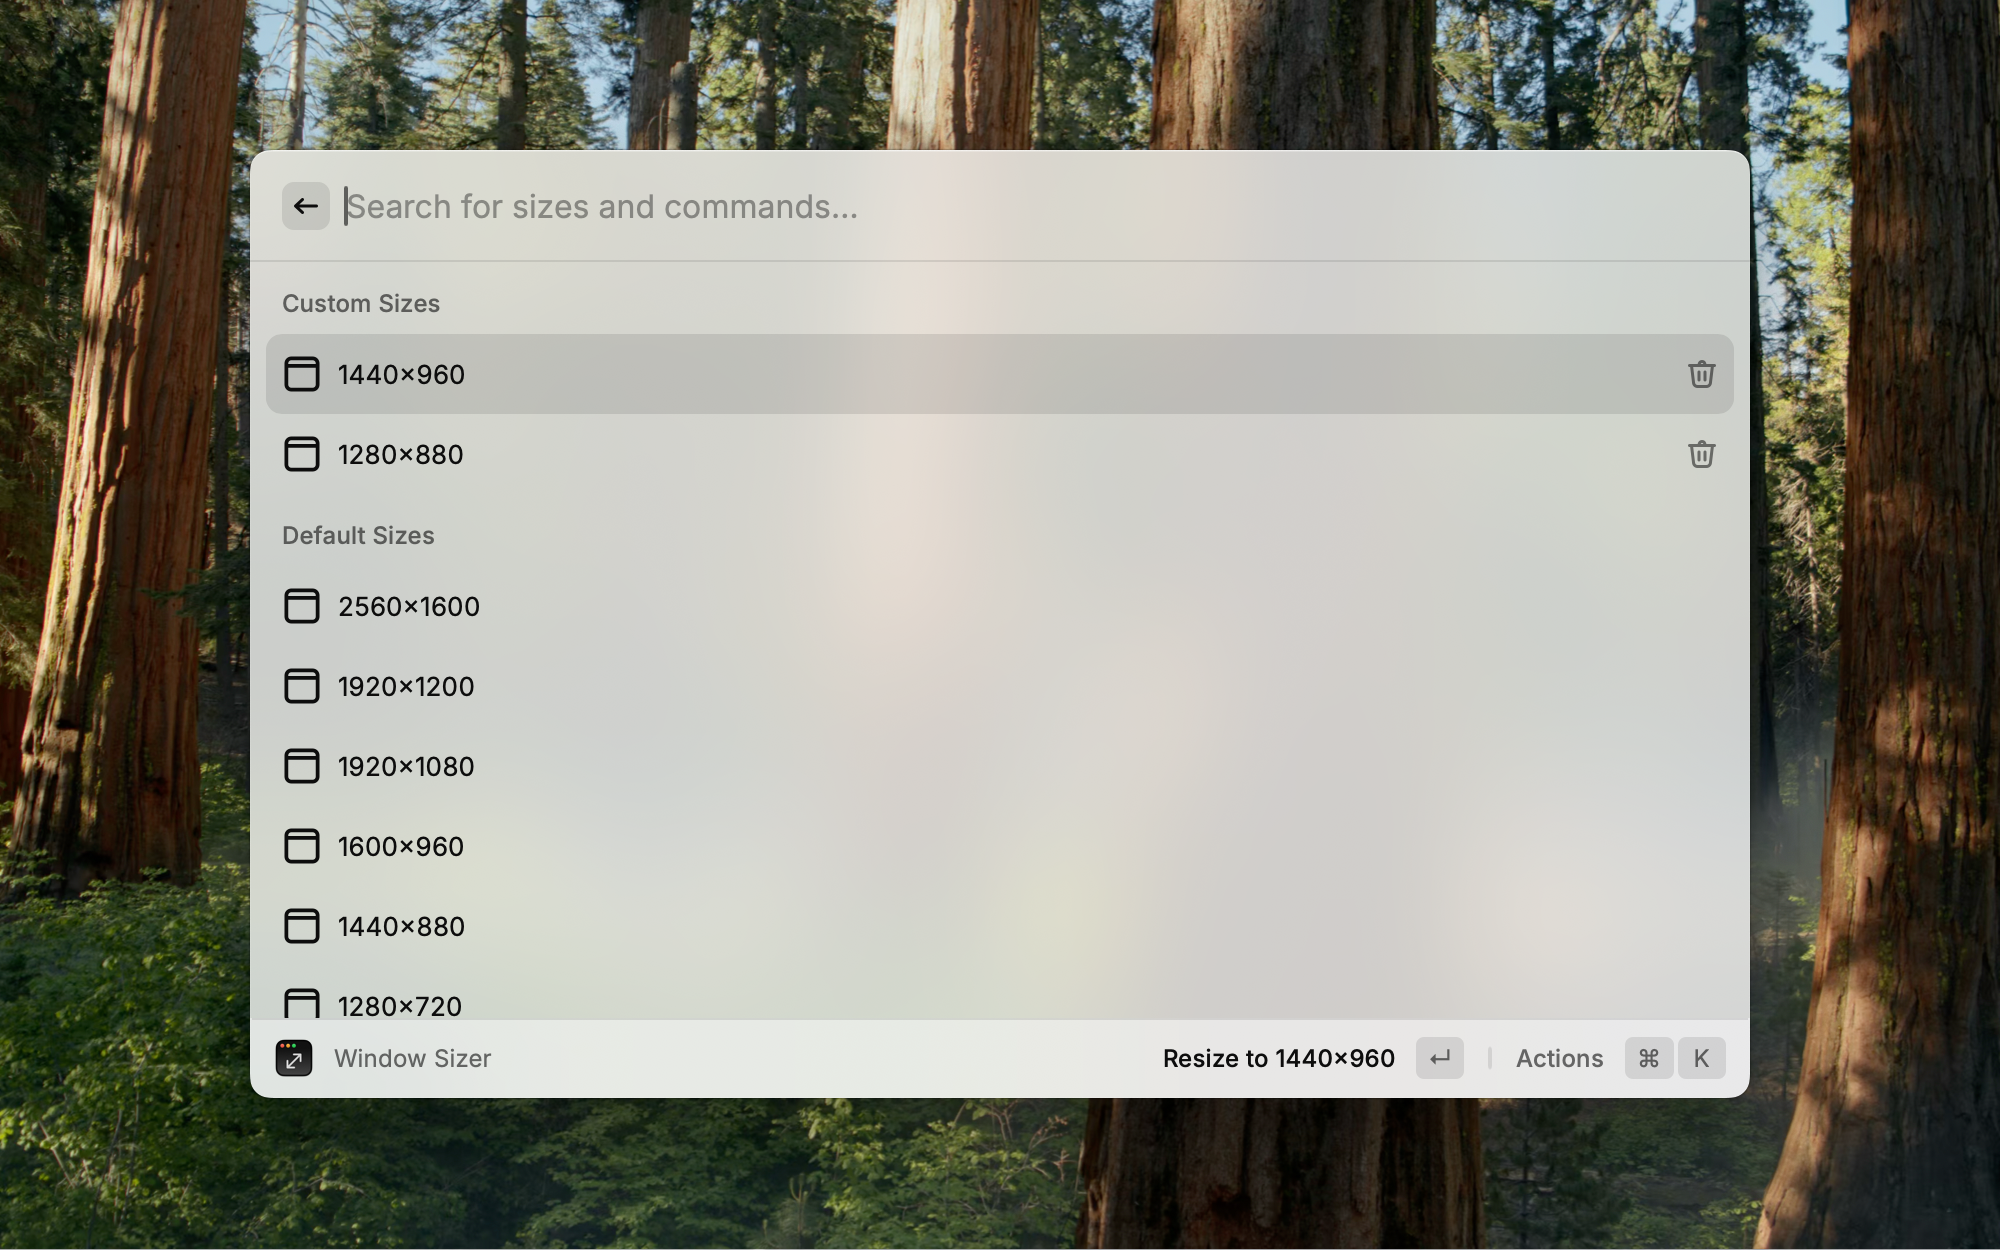 Search for sizes and commands...
Custom Sizes
1440×960
1280×880
Default Sizes
2560×1600
1920×1200
1920×1080
1600×960
1440×880
1280×720
Window Sizer
Resize to 1440×960 ↵ Actions ⌘ K